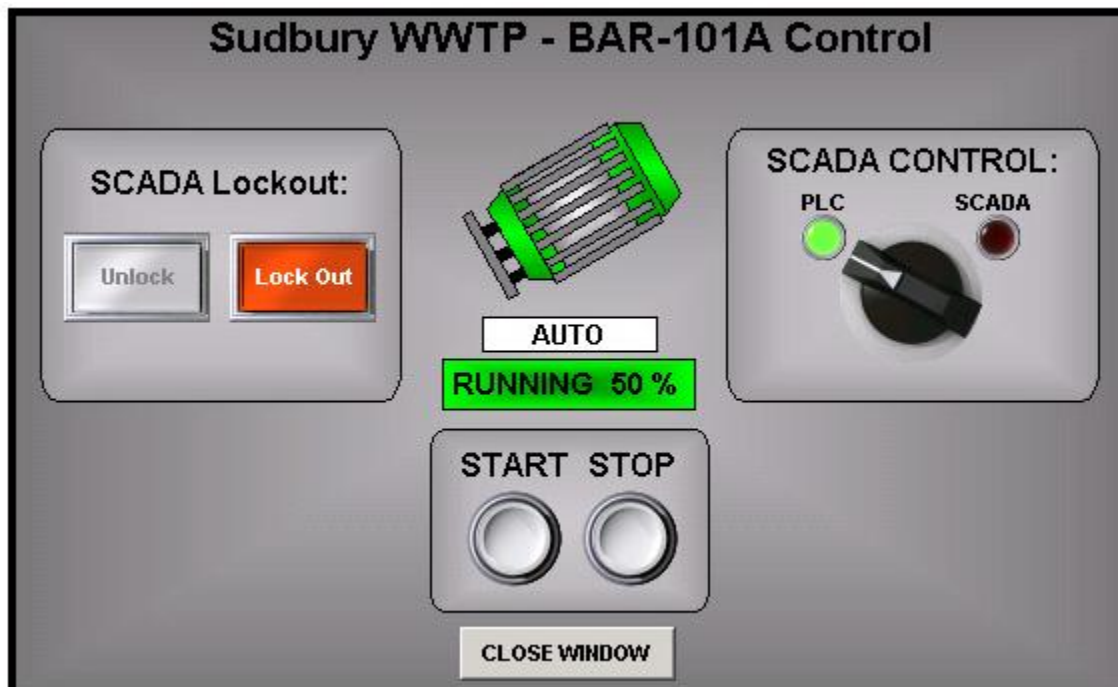 Sudbury WWTP - BAR-101A Control
SCADA Lockout:
Unlock
Lock Out
AUTO
RUNNING 50 %
SCADA CONTROL:
PLC
SCADA
START
STOP
CLOSE WINDOW